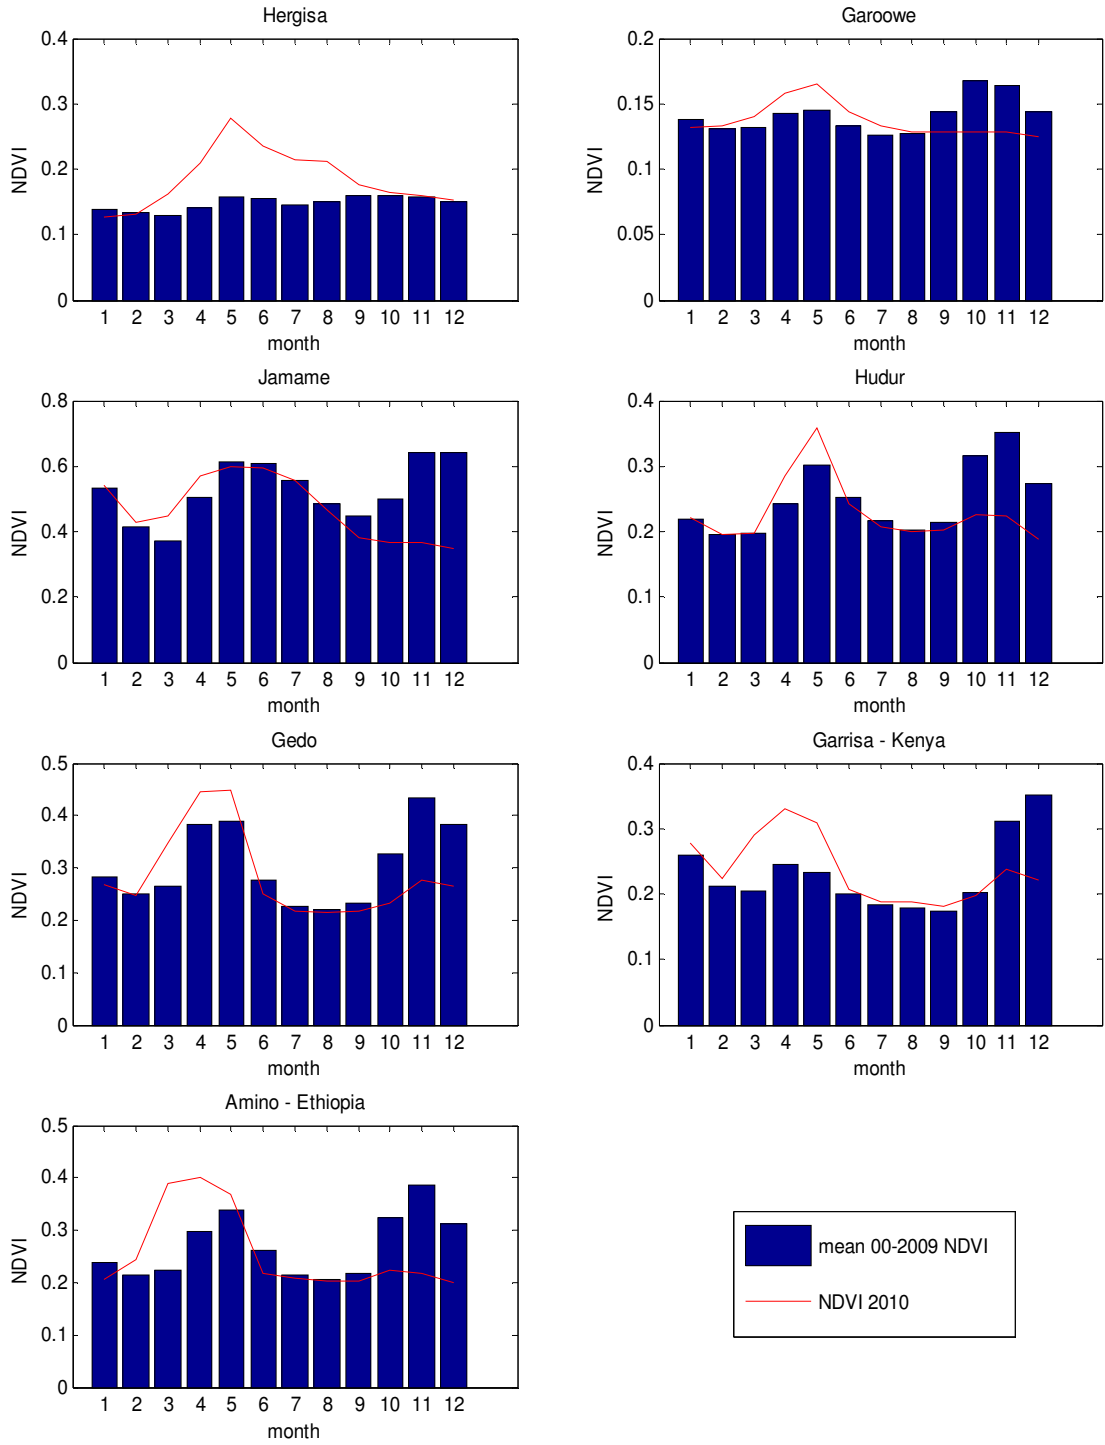 Hergisa
0.4
0.3
0.2
0.1
0
NDVI
1 2 3 4 5 6 7 8 9 10 11 12
month
Garoowe
0.2
0.15
0.1
0.05
0
NDVI
1 2 3 4 5 6 7 8 9 10 11 12
month
Jamame
0.8
0.6
0.4
0.2
0
NDVI
1 2 3 4 5 6 7 8 9 10 11 12
month
Hudur
0.4
0.3
0.2
0.1
0
NDVI
1 2 3 4 5 6 7 8 9 10 11 12
month
Gedo
0.5
0.4
0.3
0.2
0.1
0
NDVI
1 2 3 4 5 6 7 8 9 10 11 12
month
Garrisa - Kenya
0.4
0.3
0.2
0.1
0
NDVI
1 2 3 4 5 6 7 8 9 10 11 12
month
Amino - Ethiopia
0.5
0.4
0.3
0.2
0.1
0
NDVI
1 2 3 4 5 6 7 8 9 10 11 12
month
mean 00-2009 NDVI
NDVI 2010